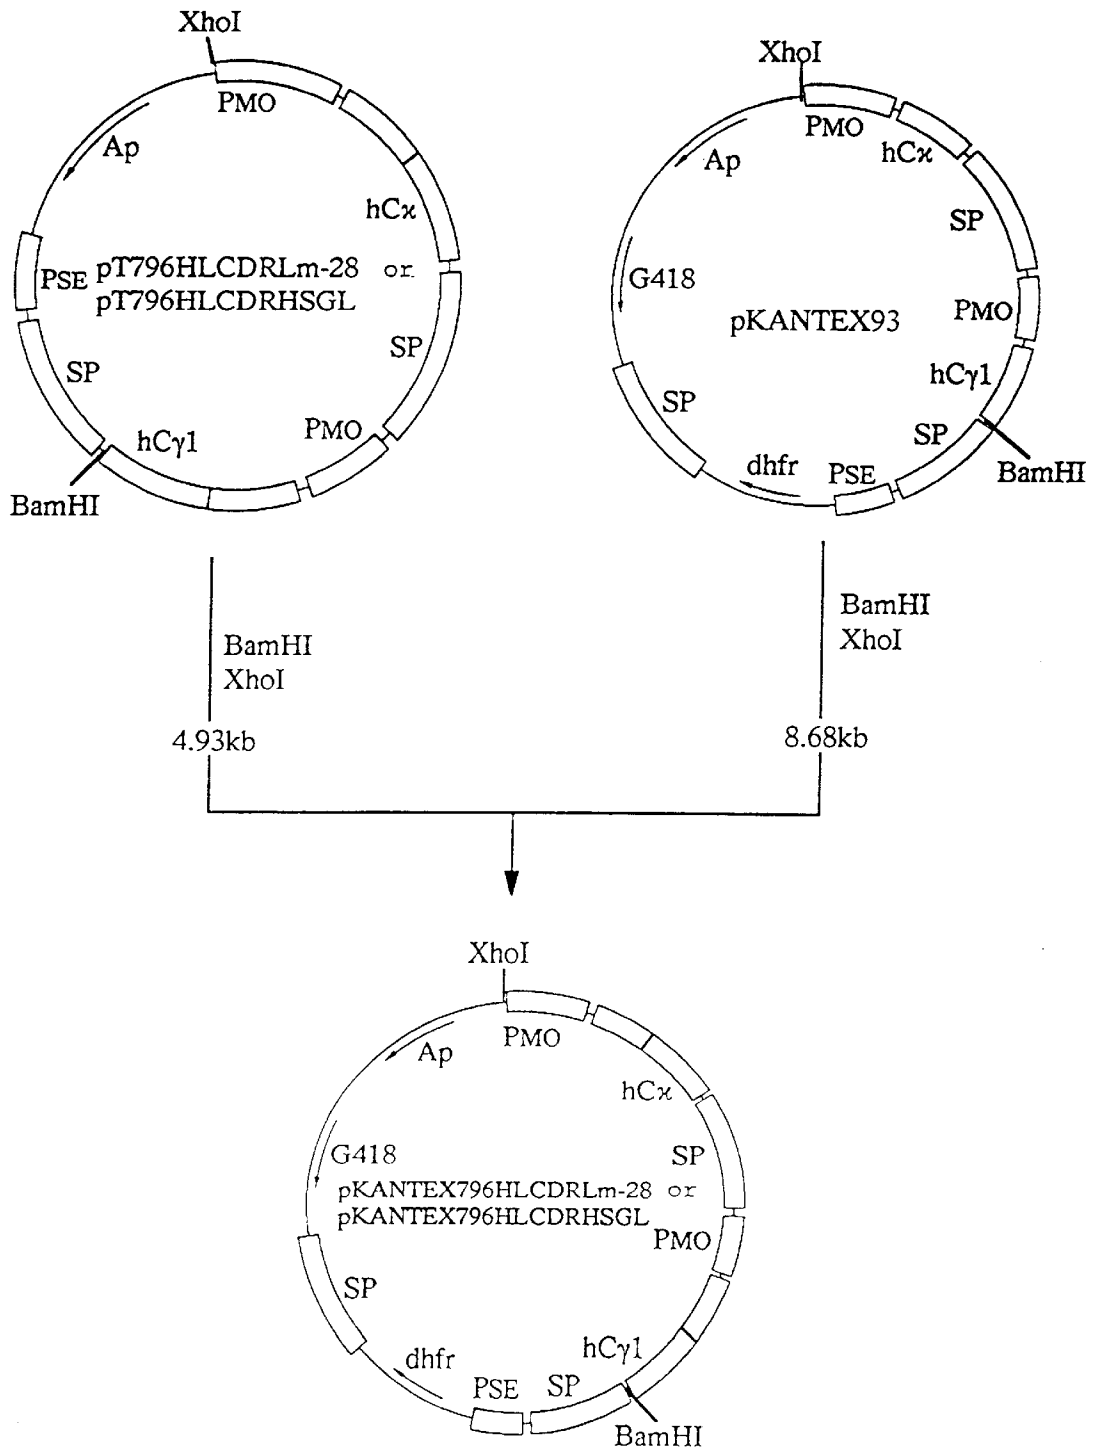 XhoI
PMO
Ap
hCϰ
PSE
pT796HLCDRLm-28 or
pT796HLCDRHSGL
SP
SP
PMO
hCγ1
BamHI
XhoI
PMO
hCϰ
Ap
SP
G418
PMO
pKANTEX93
hCγ1
SP
SP
BamHI
dhfr
PSE
BamHI
XhoI
4.93kb
BamHI
XhoI
8.68kb
XhoI
PMO
Ap
hCϰ
G418
SP
pKANTEX796HLCDRLm-28 or
pKANTEX796HLCDRHSGL
PMO
SP
hCγ1
dhfr
PSE
SP
BamHI